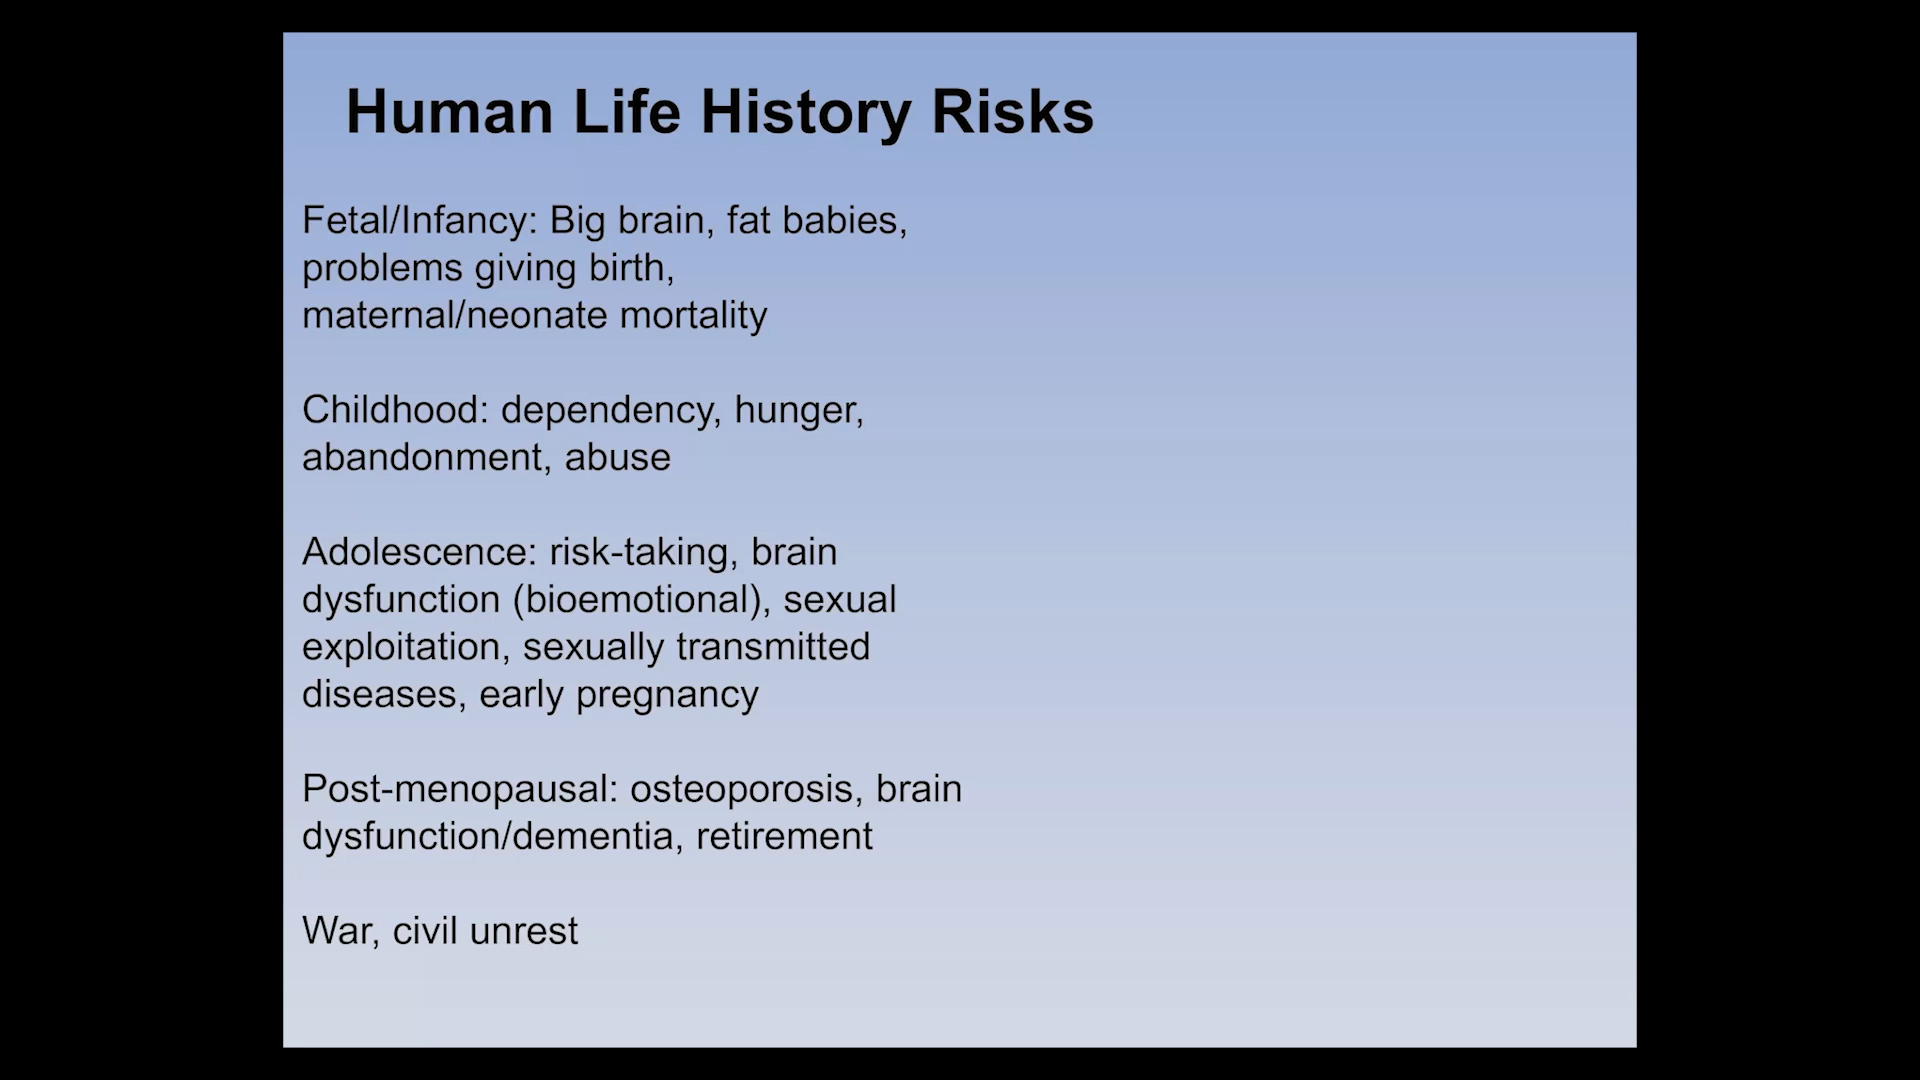 Human Life History Risks
Fetal/Infancy: Big brain, fat babies,
problems giving birth,
maternal/neonate mortality
Childhood: dependency, hunger,
abandonment, abuse
Adolescence: risk-taking, brain
dysfunction (bioemotional), sexual
exploitation, sexually transmitted
diseases, early pregnancy
Post-menopausal: osteoporosis, brain
dysfunction/dementia, retirement
War, civil unrest